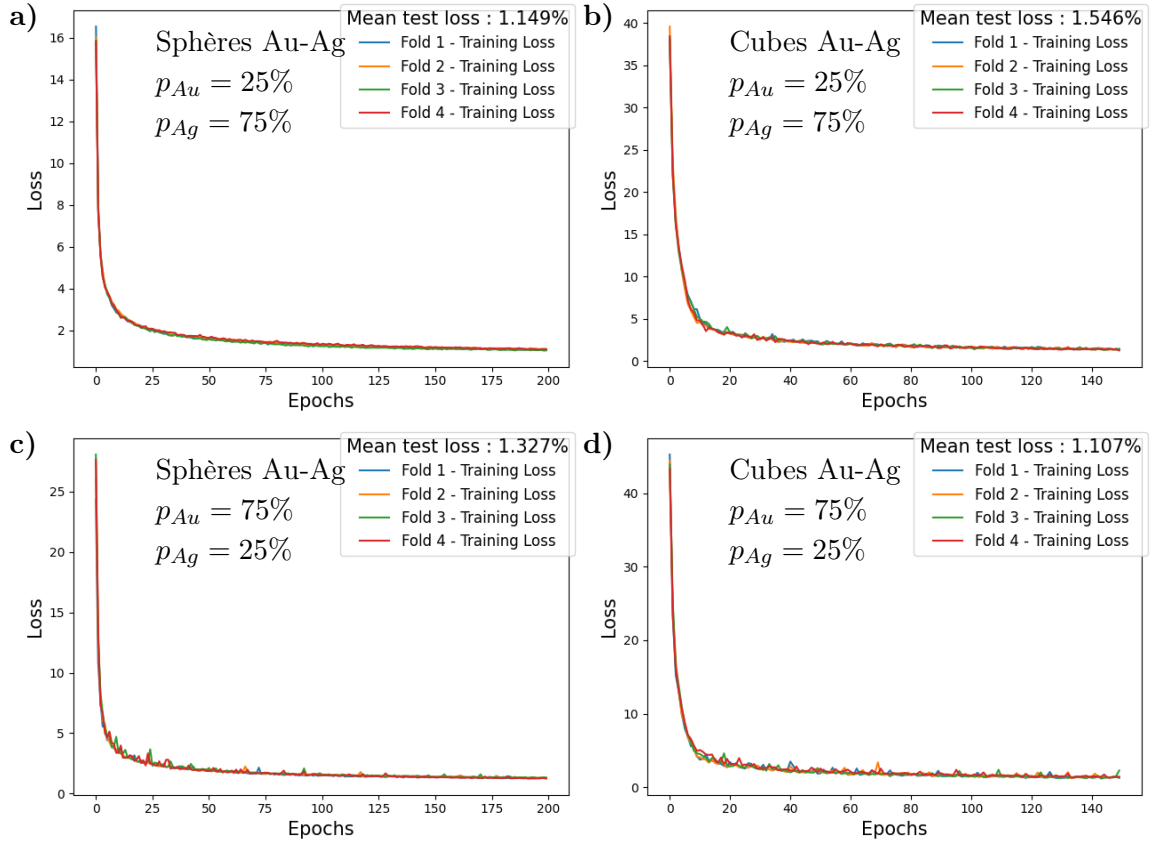 a)
Mean test loss : 1.149%
Sphères Au-Ag
p_Au = 25%
p_Ag = 75%
Fold 1 - Training Loss
Fold 2 - Training Loss
Fold 3 - Training Loss
Fold 4 - Training Loss
Loss
16
14
12
10
8
6
4
2
0 25 50 75 100 125 150 175 200
Epochs
b)
Mean test loss : 1.546%
Cubes Au-Ag
p_Au = 25%
p_Ag = 75%
Fold 1 - Training Loss
Fold 2 - Training Loss
Fold 3 - Training Loss
Fold 4 - Training Loss
Loss
40
35
30
25
20
15
10
5
0
0 20 40 60 80 100 120 140
Epochs
c)
Mean test loss : 1.327%
Sphères Au-Ag
p_Au = 75%
p_Ag = 25%
Fold 1 - Training Loss
Fold 2 - Training Loss
Fold 3 - Training Loss
Fold 4 - Training Loss
Loss
25
20
15
10
5
0
0 25 50 75 100 125 150 175 200
Epochs
d)
Mean test loss : 1.107%
Cubes Au-Ag
p_Au = 75%
p_Ag = 25%
Fold 1 - Training Loss
Fold 2 - Training Loss
Fold 3 - Training Loss
Fold 4 - Training Loss
Loss
40
30
20
10
0
0 20 40 60 80 100 120 140
Epochs